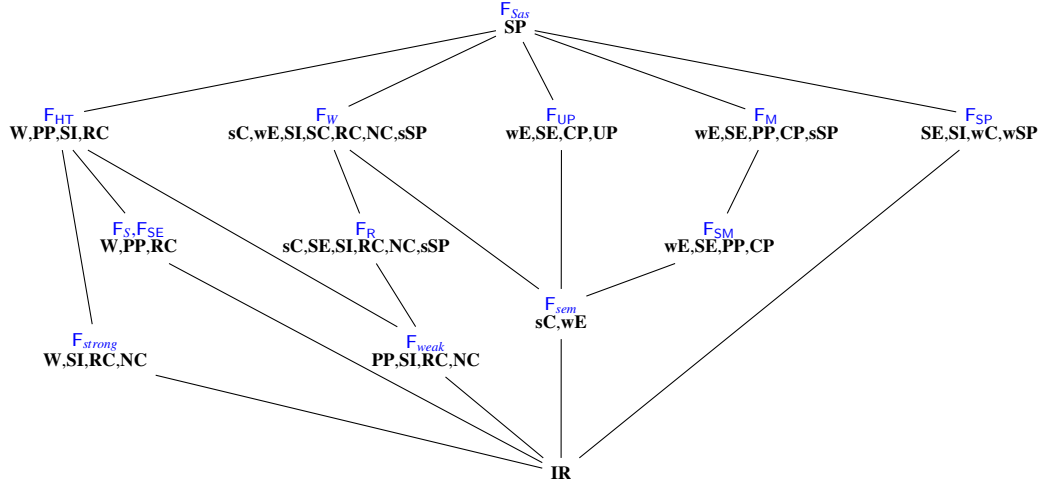 F_Sas
SP
F_HT
W,PP,SI,RC
F_W
sC,wE,SI,SC,RC,NC,sSP
F_UP
wE,SE,CP,UP
F_M
wE,SE,PP,CP,sSP
F_SP
SE,SI,wC,wSP
F_S,F_SE
W,PP,RC
F_R
sC,SE,SI,RC,NC,sSP
F_SM
wE,SE,PP,CP
F_sem
sC,wE
F_strong
W,SI,RC,NC
F_weak
PP,SI,RC,NC
IR